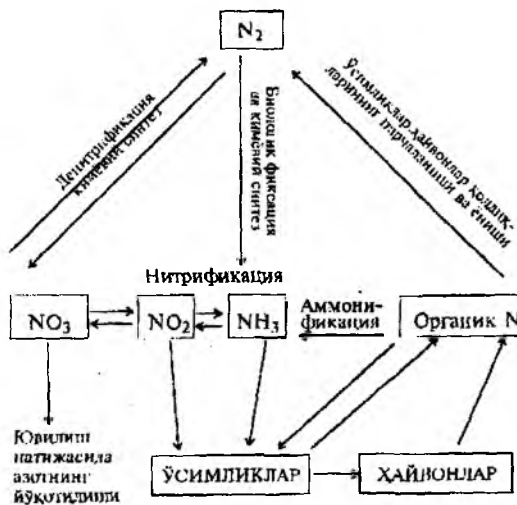 N₂
Денитрификация
кимёвий синтез
Биологик фиксация
ва кимёвий синтез
Ўсимликлар ҳайвонлар қолдиқ-
ларининг парчаланиши ва ёниши
Нитрификация
NO₃
NO₂
NH₃
Аммони-
фикация
Органик N
Ювилиш
натижасида
азотнинг
йўқотилиши
ЎСИМЛИКЛАР
ҲАЙВОНЛАР